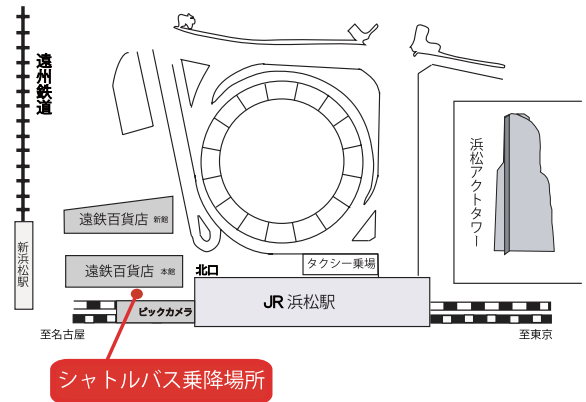 遠州鉄道
浜松アクトタワー
遠鉄百貨店 新館
新浜松駅
遠鉄百貨店 本館
北口
タクシー乗場
JR 浜松駅
ビックカメラ
至名古屋
至東京
シャトルバス乗降場所